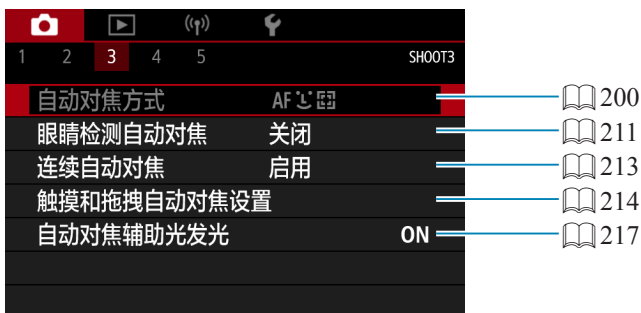 1 2 3 4 5 SHOOT3
自动对焦方式 AF 200
眼睛检测自动对焦 关闭 211
连续自动对焦 启用 213
触摸和拖拽自动对焦设置 214
自动对焦辅助光发光 ON 217